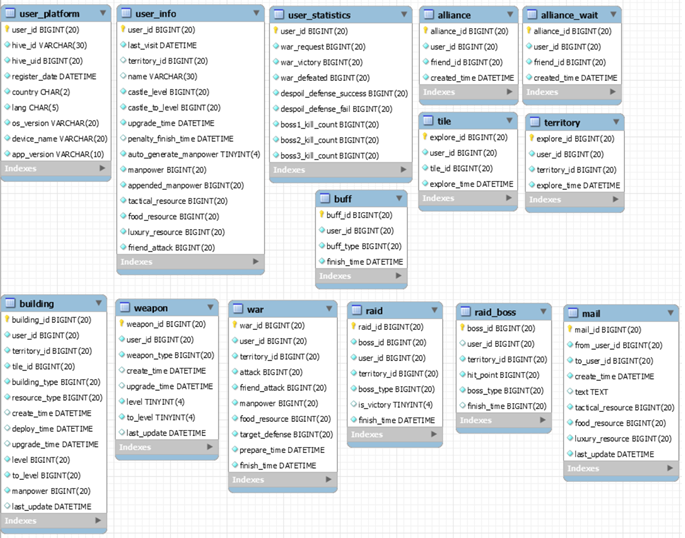 user_platform
user_id BIGINT(20)
hive_id VARCHAR(30)
hive_uid BIGINT(20)
register_date DATETIME
country CHAR(2)
lang CHAR(5)
os_version VARCHAR(20)
device_name VARCHAR(20)
app_version VARCHAR(10)
Indexes
user_info
user_id BIGINT(20)
last_visit DATETIME
territory_id BIGINT(20)
name VARCHAR(30)
castle_level BIGINT(20)
castle_to_level BIGINT(20)
upgrade_time DATETIME
penalty_finish_time DATETIME
auto_generate_manpower TINYINT(4)
manpower BIGINT(20)
appended_manpower BIGINT(20)
tactical_resource BIGINT(20)
food_resource BIGINT(20)
luxury_resource BIGINT(20)
friend_attack BIGINT(20)
Indexes
user_statistics
user_id BIGINT(20)
war_request BIGINT(20)
war_victory BIGINT(20)
war_defeated BIGINT(20)
despoil_defense_success BIGINT(20)
despoil_defense_fail BIGINT(20)
boss1_kill_count BIGINT(20)
boss2_kill_count BIGINT(20)
boss3_kill_count BIGINT(20)
Indexes
alliance
alliance_id BIGINT(20)
user_id BIGINT(20)
friend_id BIGINT(20)
created_time DATETIME
Indexes
alliance_wait
alliance_id BIGINT(20)
user_id BIGINT(20)
friend_id BIGINT(20)
created_time DATETIME
Indexes
tile
explore_id BIGINT(20)
user_id BIGINT(20)
tile_id BIGINT(20)
explore_time DATETIME
Indexes
territory
explore_id BIGINT(20)
user_id BIGINT(20)
territory_id BIGINT(20)
explore_time DATETIME
Indexes
buff
buff_id BIGINT(20)
user_id BIGINT(20)
buff_type BIGINT(20)
finish_time DATETIME
Indexes
building
building_id BIGINT(20)
user_id BIGINT(20)
territory_id BIGINT(20)
tile_id BIGINT(20)
building_type BIGINT(20)
resource_type BIGINT(20)
create_time DATETIME
deploy_time DATETIME
upgrade_time DATETIME
level BIGINT(20)
to_level BIGINT(20)
manpower BIGINT(20)
last_update DATETIME
Indexes
weapon
weapon_id BIGINT(20)
user_id BIGINT(20)
weapon_type BIGINT(20)
create_time DATETIME
upgrade_time DATETIME
level TINYINT(4)
to_level TINYINT(4)
last_update DATETIME
Indexes
war
war_id BIGINT(20)
user_id BIGINT(20)
territory_id BIGINT(20)
attack BIGINT(20)
friend_attack BIGINT(20)
manpower BIGINT(20)
food_resource BIGINT(20)
target_defense BIGINT(20)
prepare_time DATETIME
finish_time DATETIME
Indexes
raid
raid_id BIGINT(20)
boss_id BIGINT(20)
user_id BIGINT(20)
territory_id BIGINT(20)
boss_type BIGINT(20)
is_victory TINYINT(4)
finish_time DATETIME
Indexes
raid_boss
boss_id BIGINT(20)
user_id BIGINT(20)
territory_id BIGINT(20)
hit_point BIGINT(20)
boss_type BIGINT(20)
finish_time BIGINT(20)
Indexes
mail
mail_id BIGINT(20)
from_user_id BIGINT(20)
to_user_id BIGINT(20)
create_time DATETIME
text TEXT
tactical_resource BIGINT(20)
food_resource BIGINT(20)
luxury_resource BIGINT(20)
last_update DATETIME
Indexes